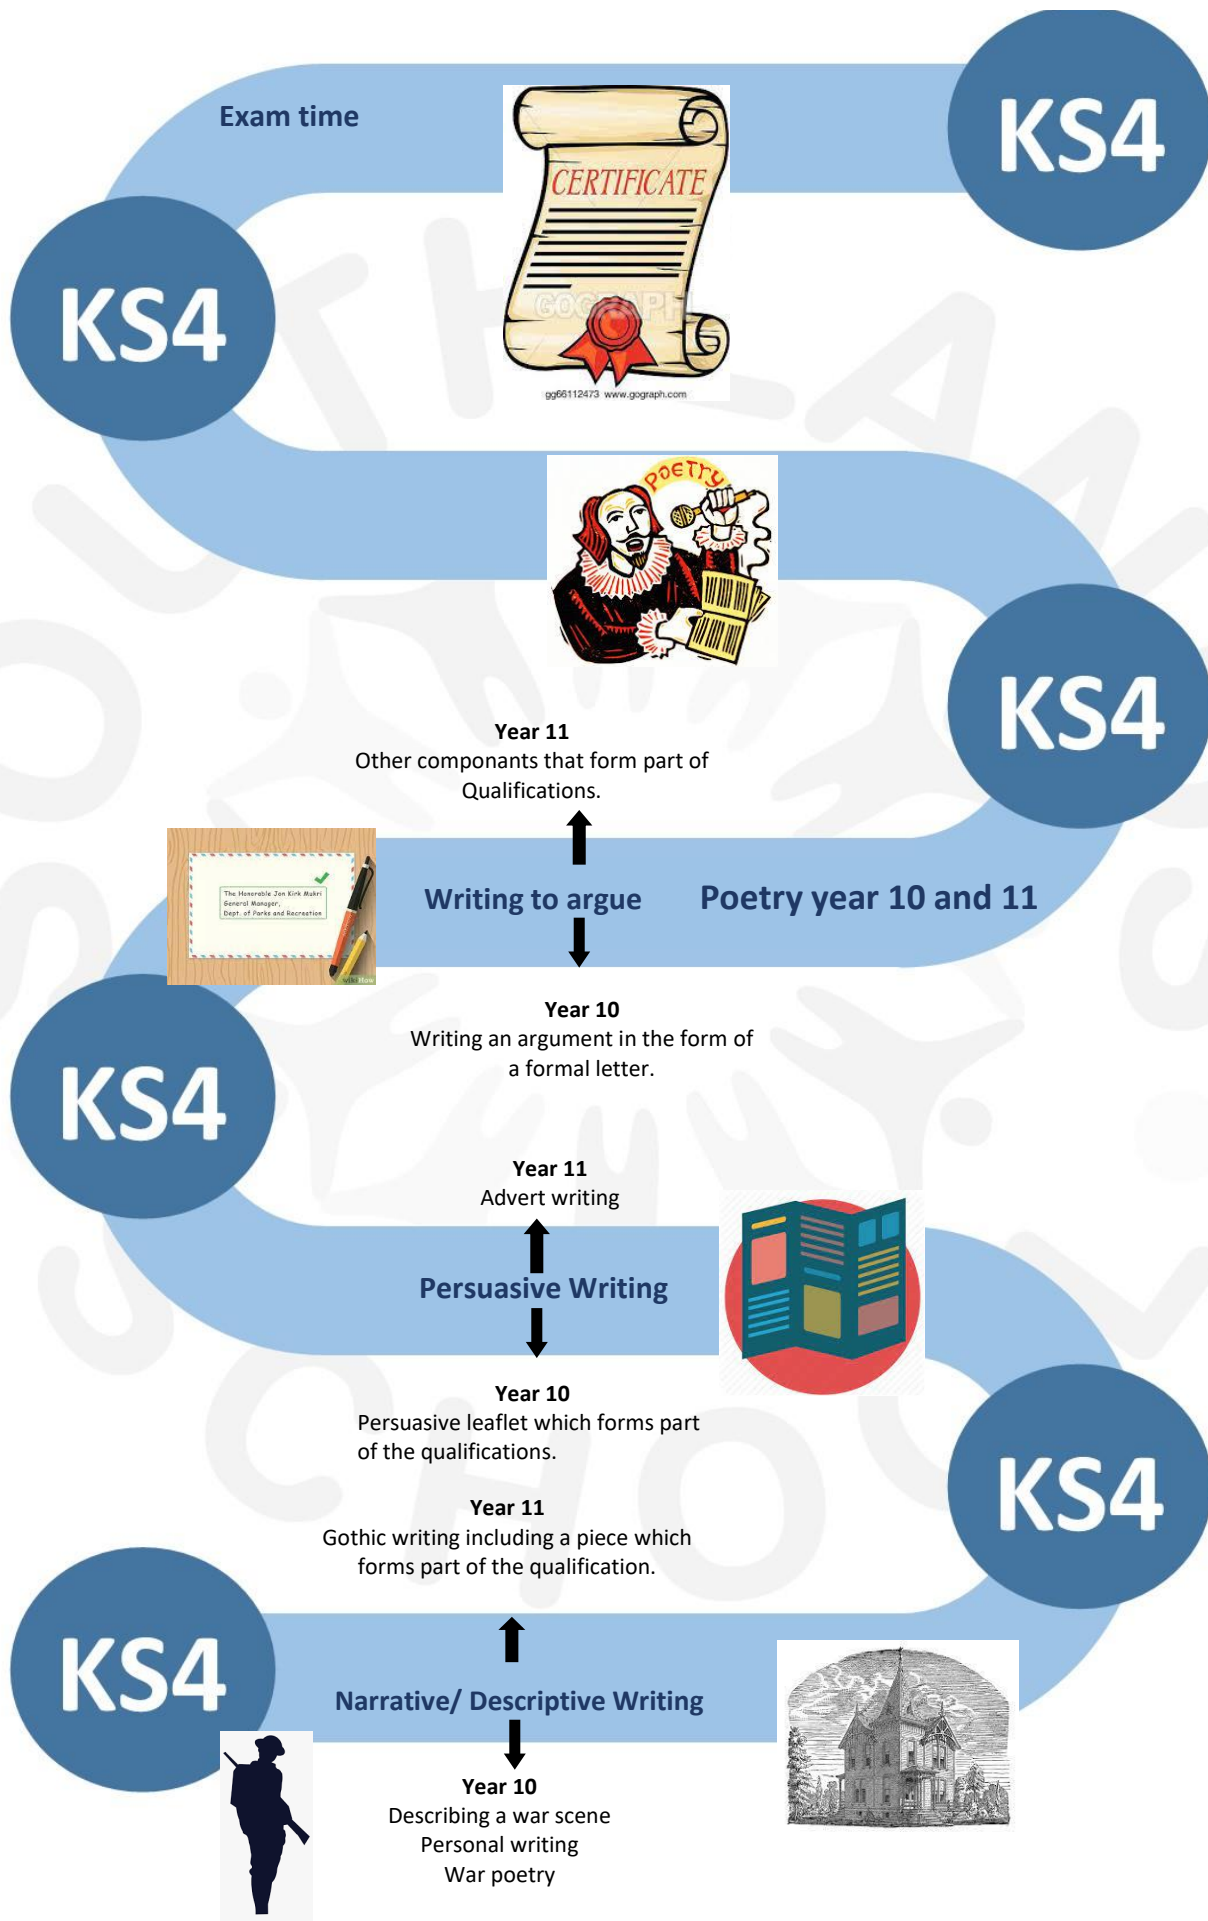 Exam time
KS4
CERTIFICATE
GOGRAPH
gg66112473 www.gograph.com
KS4
POETRY
KS4
Year 11
Other componants that form part of
Qualifications.
The Honorable Jon Kirk Mukri
General Manager,
Dept. of Parks and Recreation
wikiHow
Writing to argue
Poetry year 10 and 11
Year 10
Writing an argument in the form of
a formal letter.
KS4
Year 11
Advert writing
Persuasive Writing
Year 10
Persuasive leaflet which forms part
of the qualifications.
KS4
Year 11
Gothic writing including a piece which
forms part of the qualification.
KS4
Narrative/ Descriptive Writing
Year 10
Describing a war scene
Personal writing
War poetry